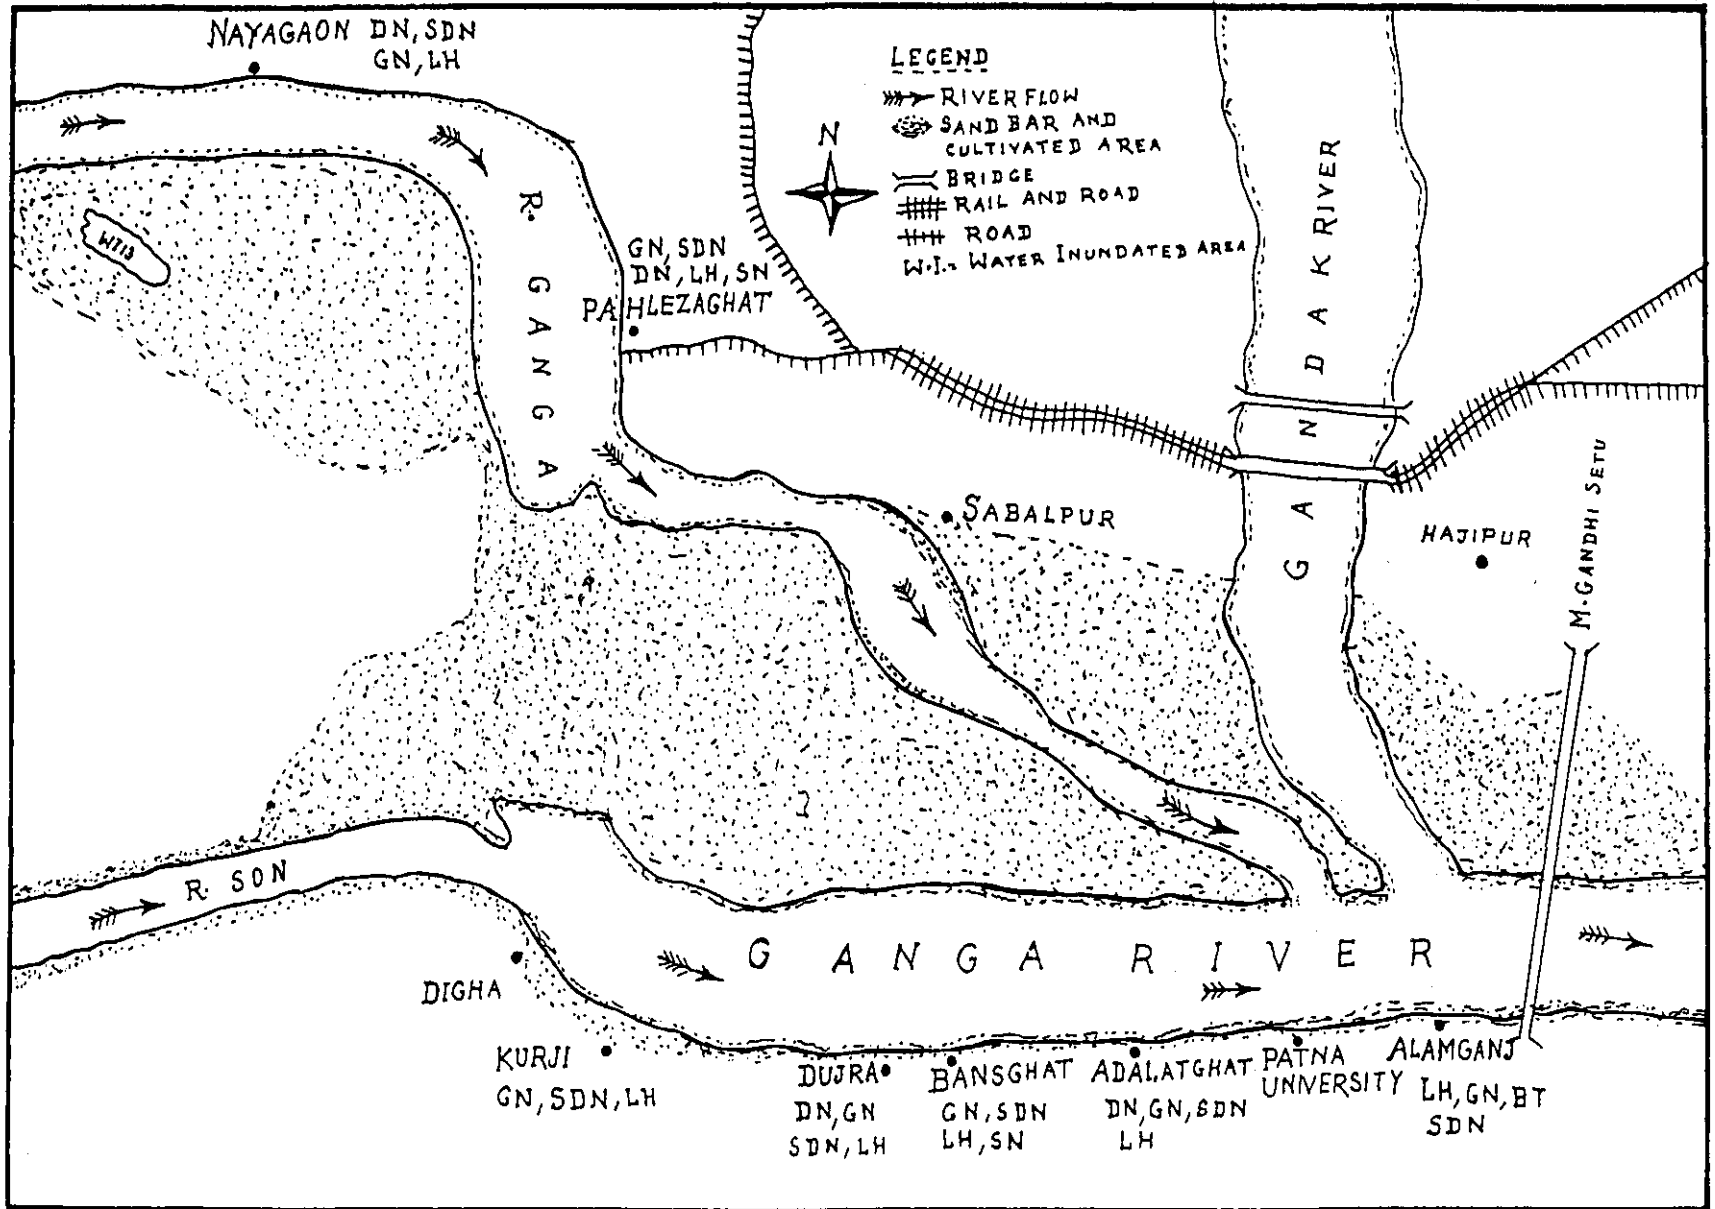 NAYAGAON DN, SDN
GN, LH
LEGEND
RIVER FLOW
SAND BAR AND
CULTIVATED AREA
BRIDGE
RAIL AND ROAD
ROAD
W.I.= WATER INUNDATED AREA
N
R. GANGA
GN, SDN
DN, LH, SN
PAHLEZAGHAT
GANDAK RIVER
SABALPUR
HAJIPUR
M. GANDHI SETU
R. SON
GANGA RIVER
DIGHA
KURJI
GN, SDN, LH
DUJRA
DN, GN
SDN, LH
BANSGHAT
GN, SDN
LH, SN
ADALATGHAT
DN, GN, SDN
LH
PATNA
UNIVERSITY
ALAMGANJ
LH, GN, BT
SDN